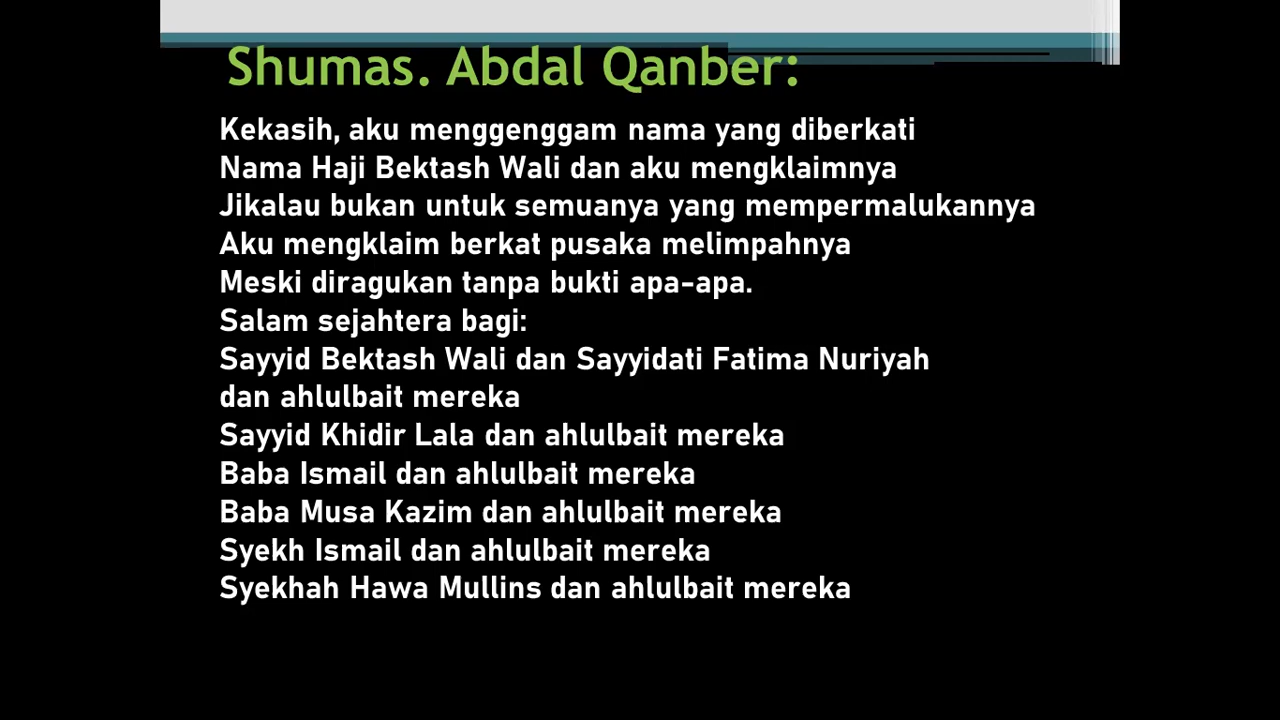 Shumas. Abdal Qanber:
Kekasih, aku menggenggam nama yang diberkati
Nama Haji Bektash Wali dan aku mengklaimnya
Jikalau bukan untuk semuanya yang mempermalukannya
Aku mengklaim berkat pusaka melimpahnya
Meski diragukan tanpa bukti apa-apa.
Salam sejahtera bagi:
Sayyid Bektash Wali dan Sayyidati Fatima Nuriyah
dan ahlulbait mereka
Sayyid Khidir Lala dan ahlulbait mereka
Baba Ismail dan ahlulbait mereka
Baba Musa Kazim dan ahlulbait mereka
Syekh Ismail dan ahlulbait mereka
Syekhah Hawa Mullins dan ahlulbait mereka